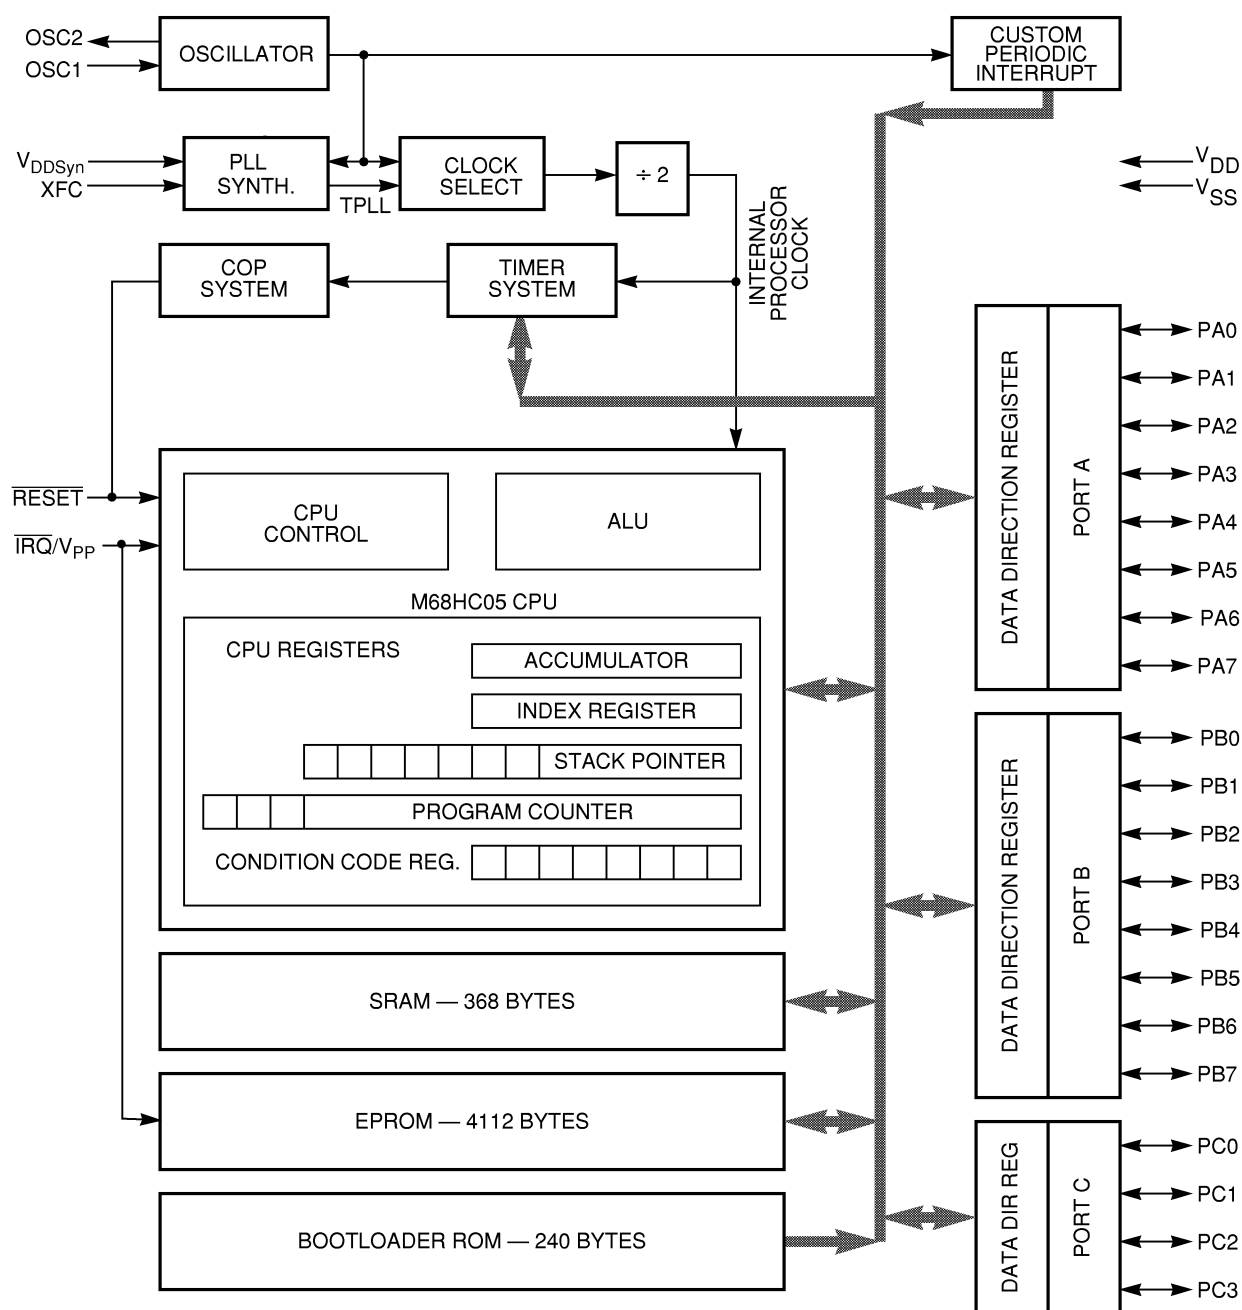 OSC2
OSC1
OSCILLATOR
CUSTOM
PERIODIC
INTERRUPT
VDDSyn
XFC
PLL
SYNTH.
TPLL
CLOCK
SELECT
÷ 2
VDD
VSS
INTERNAL
PROCESSOR
CLOCK
COP
SYSTEM
TIMER
SYSTEM
RESET
IRQ/VPP
CPU
CONTROL
ALU
M68HC05 CPU
CPU REGISTERS
ACCUMULATOR
INDEX REGISTER
STACK POINTER
PROGRAM COUNTER
CONDITION CODE REG.
SRAM — 368 BYTES
EPROM — 4112 BYTES
BOOTLOADER ROM — 240 BYTES
DATA DIRECTION REGISTER
PORT A
PA0
PA1
PA2
PA3
PA4
PA5
PA6
PA7
DATA DIRECTION REGISTER
PORT B
PB0
PB1
PB2
PB3
PB4
PB5
PB6
PB7
DATA DIR REG
PORT C
PC0
PC1
PC2
PC3